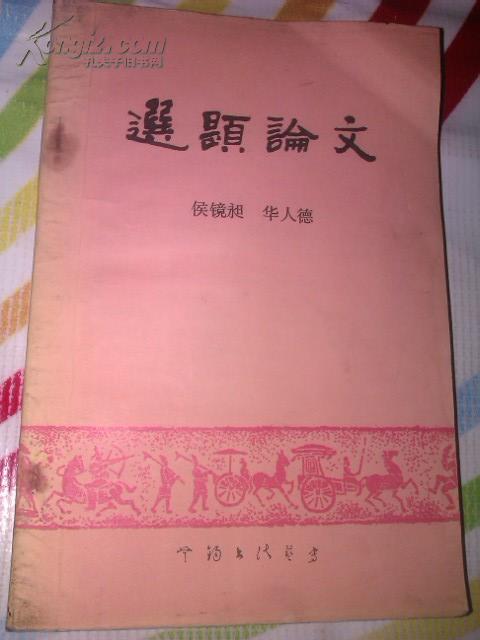 Kongfz.com
孔夫子旧书网
選題論文
侯镜昶 华人德